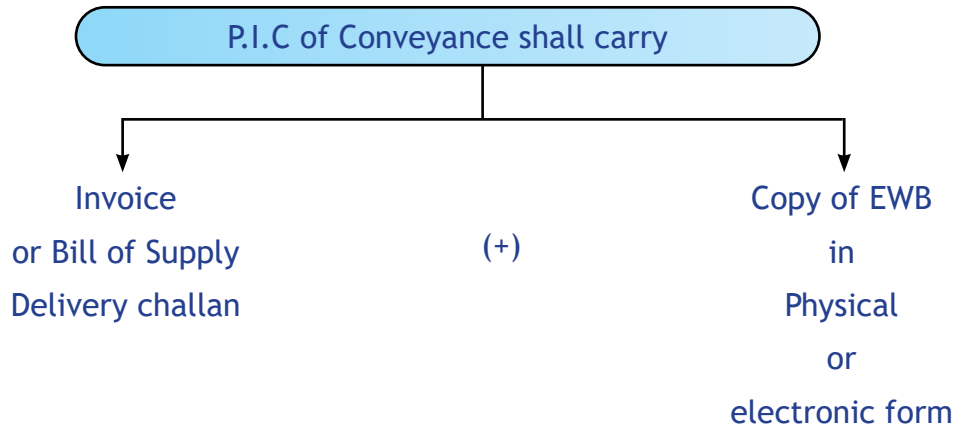 P.I.C of Conveyance shall carry
Invoice
or Bill of Supply
Delivery challan
(+)
Copy of EWB
in
Physical
or
electronic form